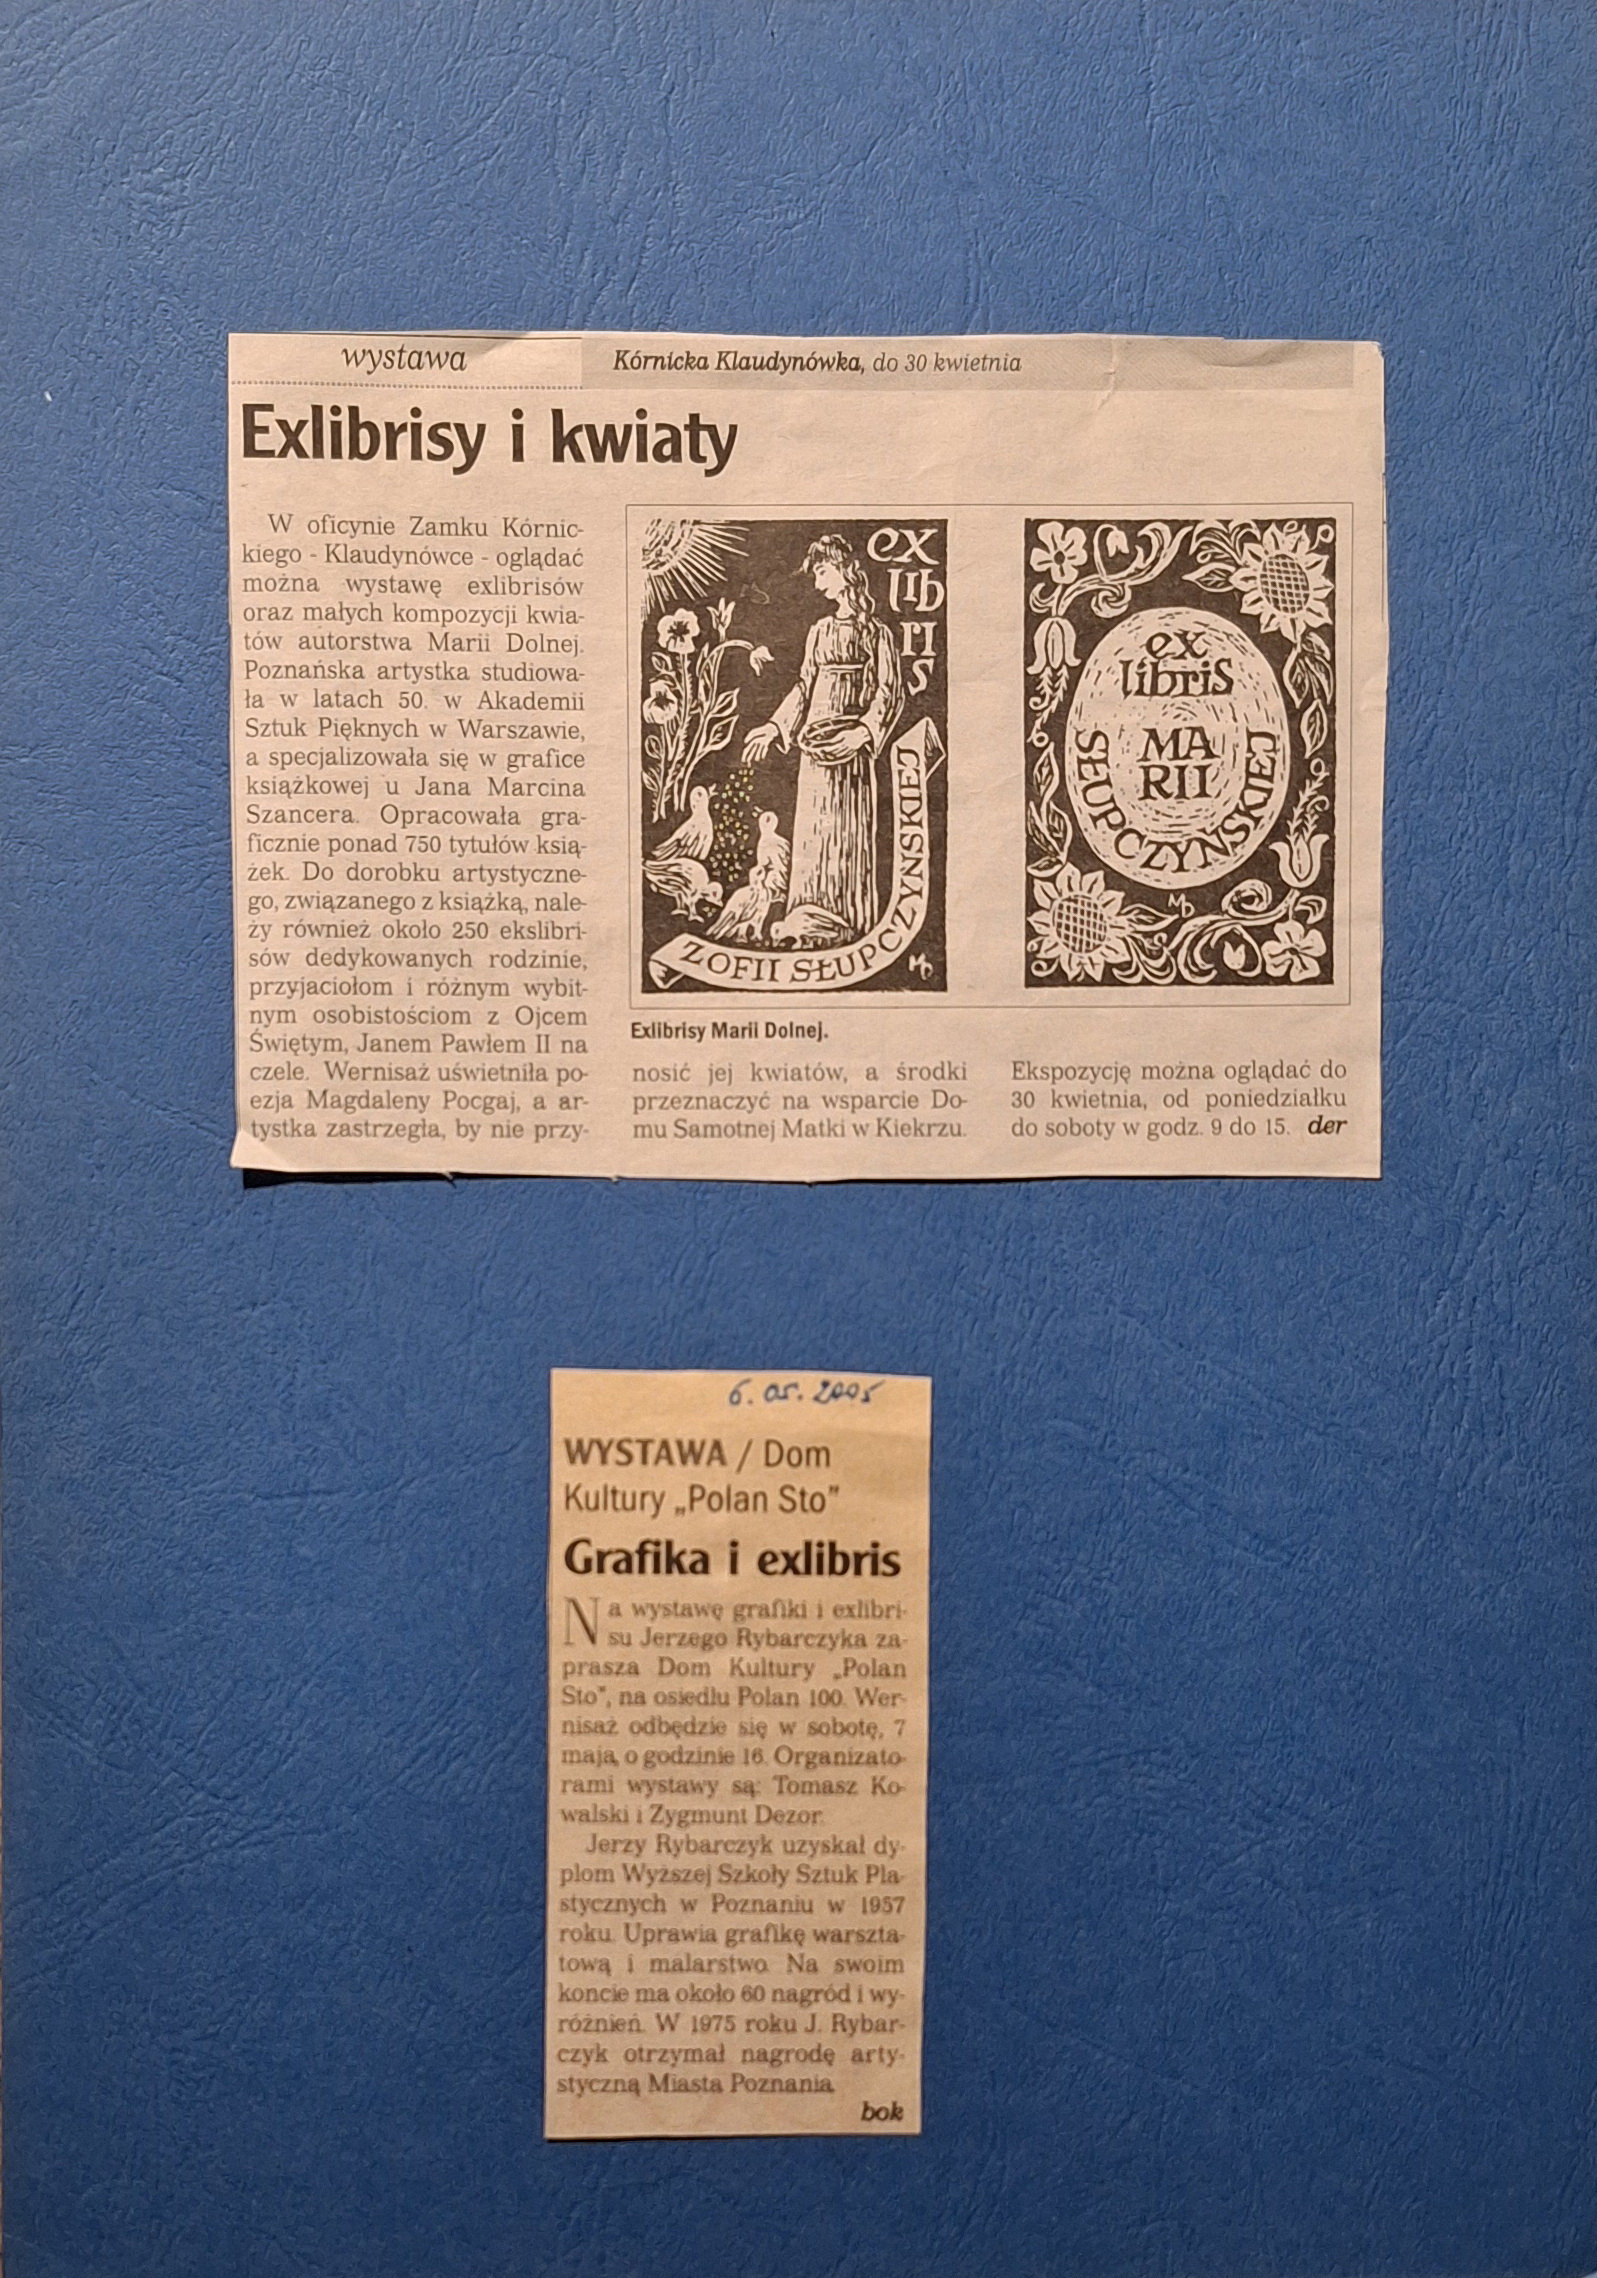 wystawa
Kórnicka Klaudynówka, do 30 kwietnia
Exlibrisy i kwiaty
W oficynie Zamku Kórnic-
kiego - Klaudynówce - oglądać
można wystawę exlibrisów
oraz małych kompozycji kwia-
tów autorstwa Marii Dolnej.
Poznańska artystka studiowa-
ła w latach 50. w Akademii
Sztuk Pięknych w Warszawie,
a specjalizowała się w grafice
książkowej u Jana Marcina
Szancera. Opracowała gra-
ficznie ponad 750 tytułów ksią-
żek. Do dorobku artystyczne-
go, związanego z książką, nale-
ży również około 250 ekslibri-
sów dedykowanych rodzinie,
przyjaciołom i różnym wybit-
nym osobistościom z Ojcem
Świętym, Janem Pawłem II na
czele. Wernisaż uświetniła po-
ezja Magdaleny Pocgaj, a ar-
tystka zastrzegła, by nie przy-
ex
lib
ri
s
ZOFII SŁUPCZYNSKIEJ
MD
ex
libris
MA
RII
SŁUPCZYŃSKIEJ
MD
Exlibrisy Marii Dolnej.
nosić jej kwiatów, a środki
przeznaczyć na wsparcie Do-
mu Samotnej Matki w Kiekrzu.
Ekspozycję można oglądać do
30 kwietnia, od poniedziałku
do soboty w godz. 9 do 15. der
6. 05. 2005
WYSTAWA / Dom
Kultury „Polan Sto”
Grafika i exlibris
Na wystawę grafiki i exlibri-
su Jerzego Rybarczyka za-
prasza Dom Kultury „Polan
Sto”, na osiedlu Polan 100. Wer-
nisaż odbędzie się w sobotę, 7
maja, o godzinie 16. Organizato-
rami wystawy są: Tomasz Ko-
walski i Zygmunt Dezor.
Jerzy Rybarczyk uzyskał dy-
plom Wyższej Szkoły Sztuk Pla-
stycznych w Poznaniu w 1957
roku. Uprawia grafikę warszta-
tową i malarstwo. Na swoim
koncie ma około 60 nagród i wy-
różnień. W 1975 roku J. Rybar-
czyk otrzymał nagrodę arty-
styczną Miasta Poznania.
bok